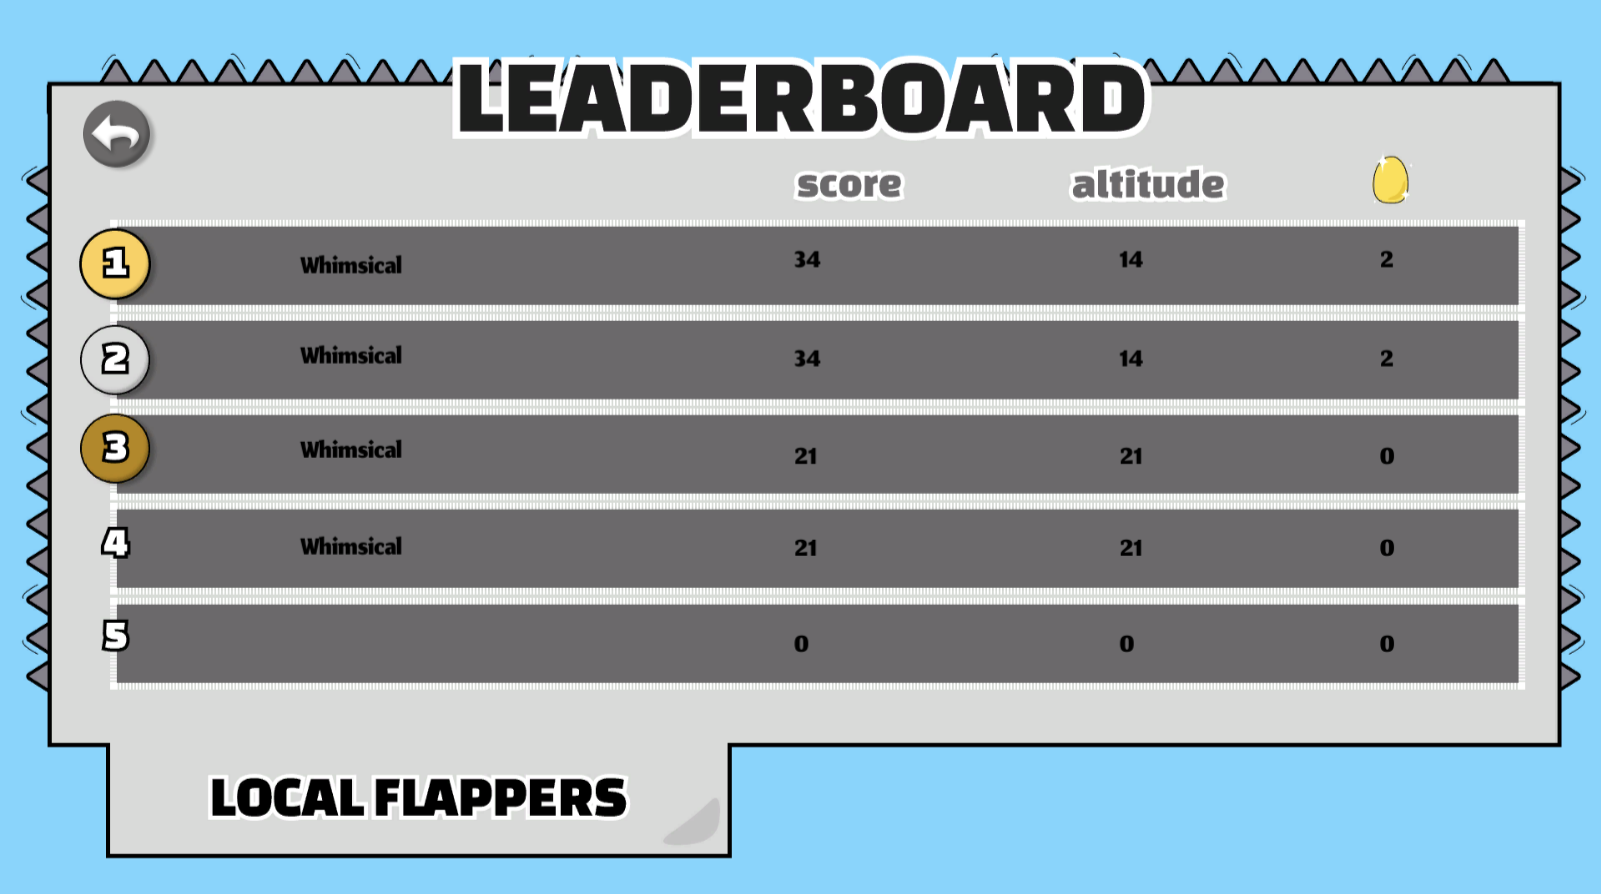 LEADERBOARD
score altitude
1 Whimsical 34 14 2
2 Whimsical 34 14 2
3 Whimsical 21 21 0
4 Whimsical 21 21 0
5 0 0 0
LOCAL FLAPPERS